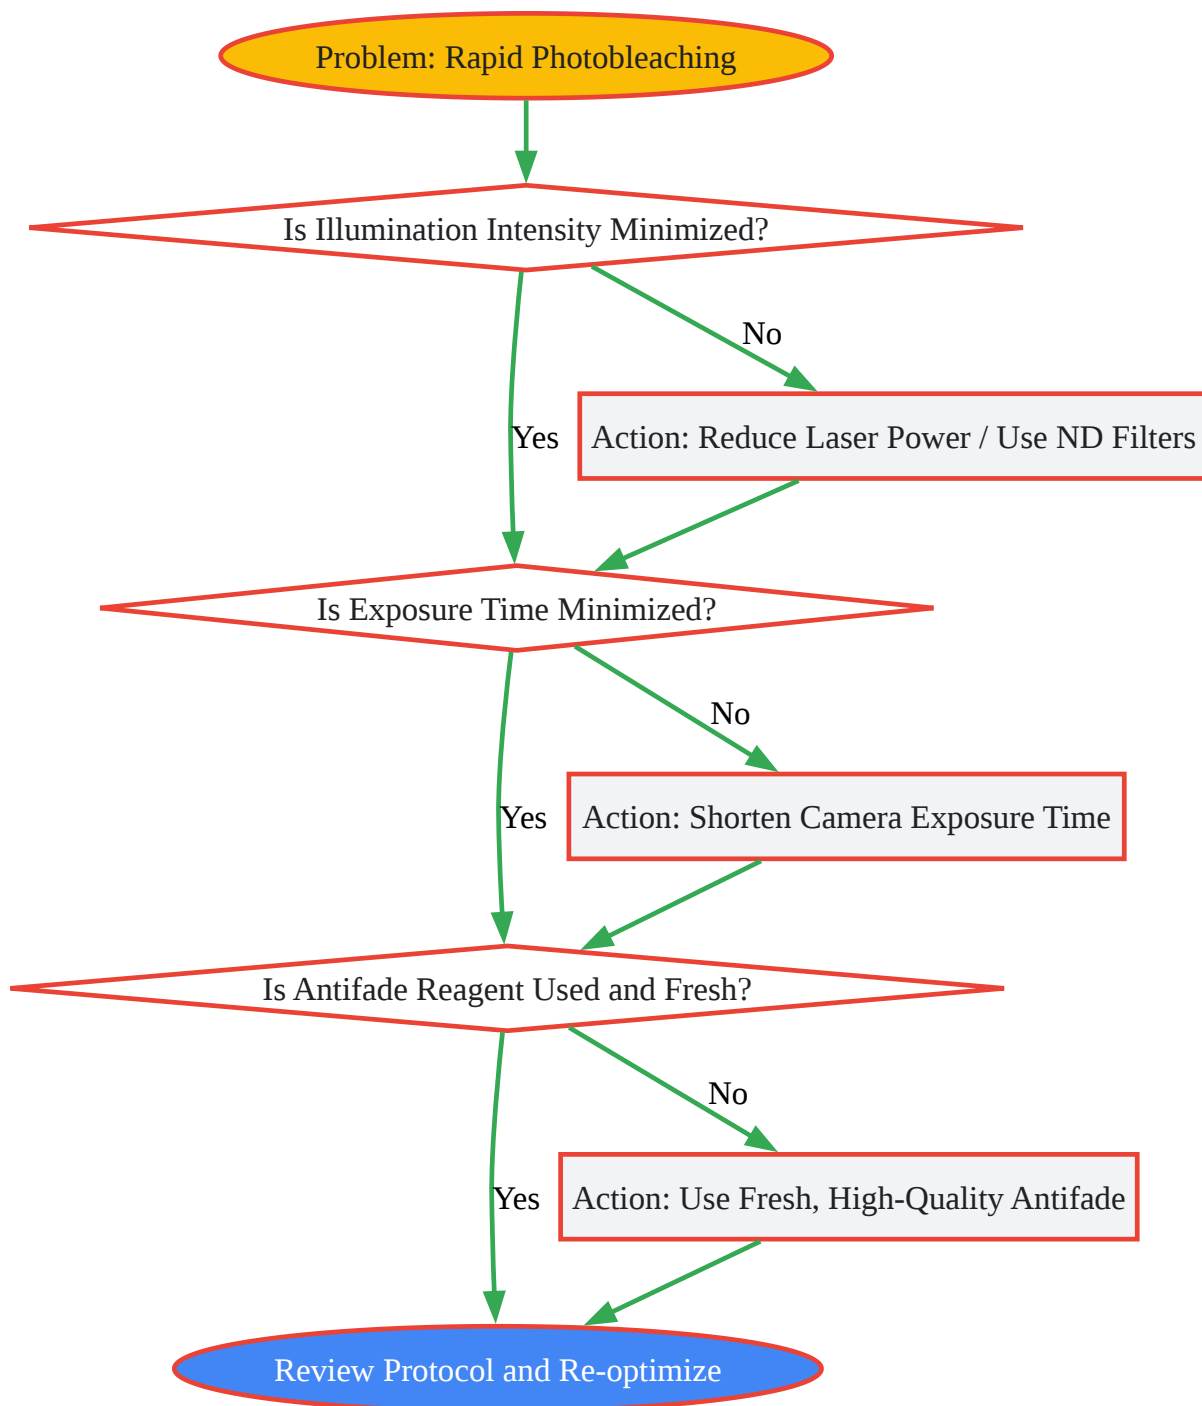 Problem: Rapid Photobleaching
Is Illumination Intensity Minimized?
No
Yes
Action: Reduce Laser Power / Use ND Filters
Is Exposure Time Minimized?
No
Yes
Action: Shorten Camera Exposure Time
Is Antifade Reagent Used and Fresh?
No
Yes
Action: Use Fresh, High-Quality Antifade
Review Protocol and Re-optimize